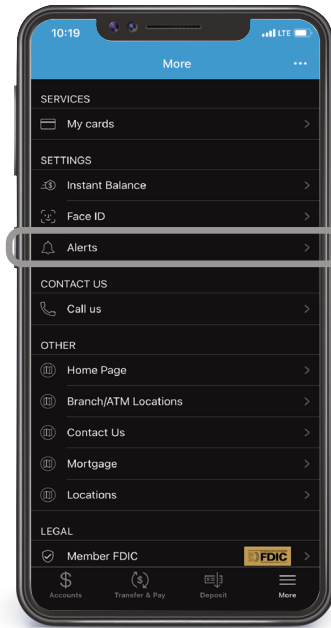 10:19
LTE
More
SERVICES
My cards
SETTINGS
Instant Balance
Face ID
Alerts
CONTACT US
Call us
OTHER
Home Page
Branch/ATM Locations
Contact Us
Mortgage
Locations
LEGAL
Member FDIC FDIC
Accounts Transfer & Pay Deposit More